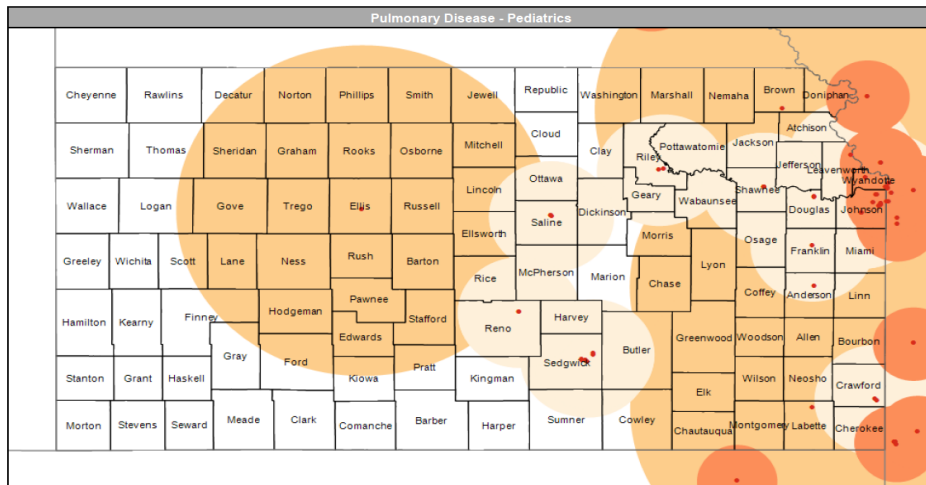 Pulmonary Disease - Pediatrics
Cheyenne Rawlins Decatur Norton Phillips Smith Jewell Republic Washington Marshall Nemaha Brown Doniphan
Sherman Thomas Sheridan Graham Rooks Osborne Mitchell Cloud Clay Riley Pottawatomie Jackson Atchison
Jefferson Leavenworth Wyandotte
Wallace Logan Gove Trego Ellis Russell Lincoln Ottawa Saline Dickinson Geary Wabaunsee Shawnee Douglas Johnson
Greeley Wichita Scott Lane Ness Rush Barton Ellsworth Rice McPherson Marion Morris Chase Lyon Osage Franklin Miami
Hamilton Kearny Finney Hodgeman Pawnee Edwards Stafford Reno Harvey Coffey Anderson Linn
Stanton Grant Haskell Gray Ford Kiowa Pratt Kingman Sedgwick Butler Greenwood Woodson Allen Bourbon
Elk Wilson Neosho Crawford
Morton Stevens Seward Meade Clark Comanche Barber Harper Sumner Cowley Chautauqua Montgomery Labette Cherokee